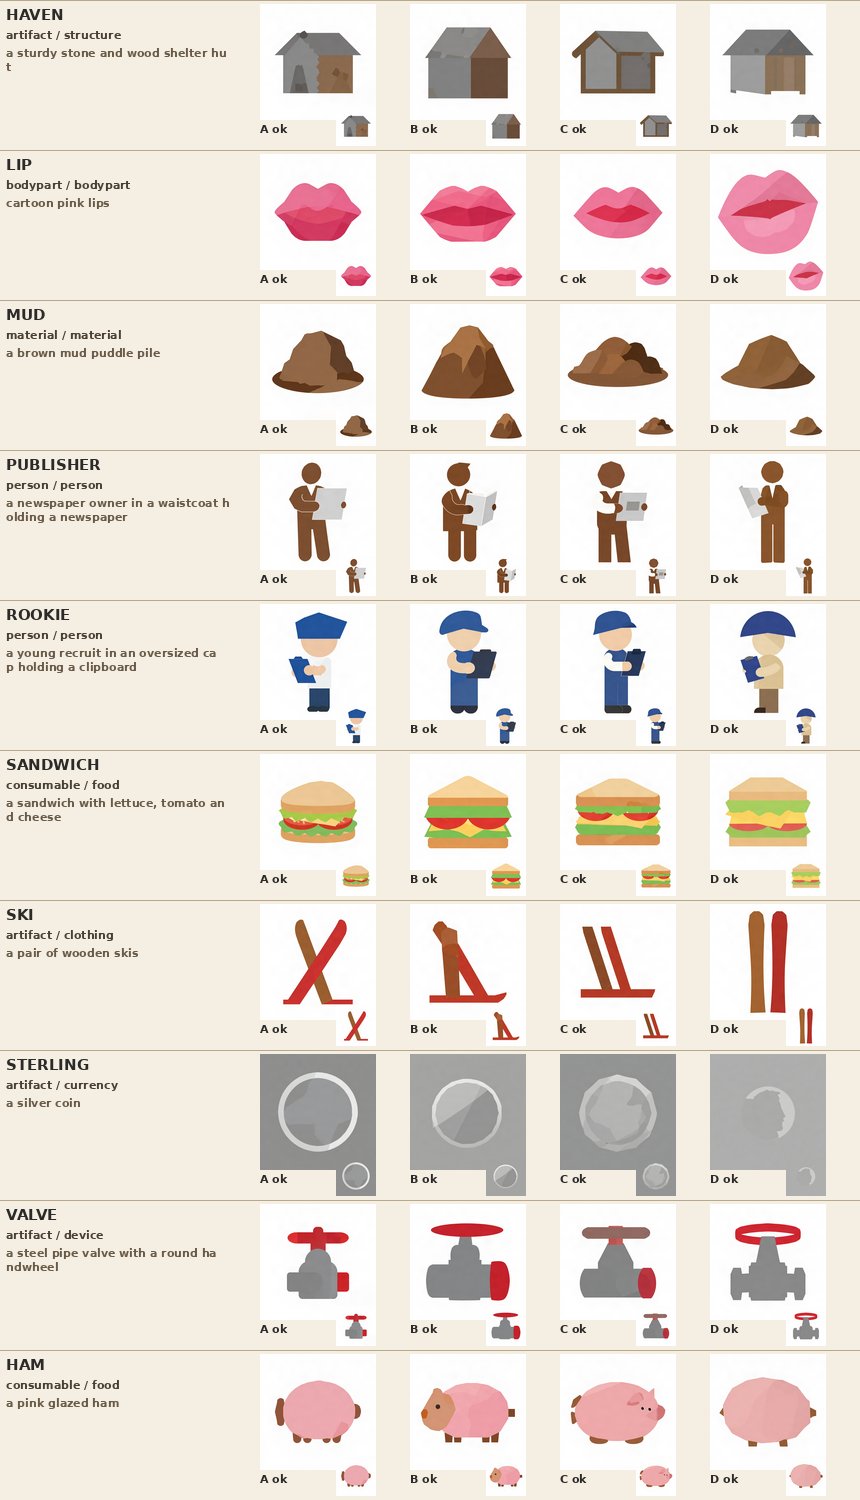 HAVEN
artifact / structure
a sturdy stone and wood shelter hu
t
A ok
B ok
C ok
D ok
LIP
bodypart / bodypart
cartoon pink lips
A ok
B ok
C ok
D ok
MUD
material / material
a brown mud puddle pile
A ok
B ok
C ok
D ok
PUBLISHER
person / person
a newspaper owner in a waistcoat h
olding a newspaper
A ok
B ok
C ok
D ok
ROOKIE
person / person
a young recruit in an oversized ca
p holding a clipboard
A ok
B ok
C ok
D ok
SANDWICH
consumable / food
a sandwich with lettuce, tomato an
d cheese
A ok
B ok
C ok
D ok
SKI
artifact / clothing
a pair of wooden skis
A ok
B ok
C ok
D ok
STERLING
artifact / currency
a silver coin
A ok
B ok
C ok
D ok
VALVE
artifact / device
a steel pipe valve with a round ha
ndwheel
A ok
B ok
C ok
D ok
HAM
consumable / food
a pink glazed ham
A ok
B ok
C ok
D ok